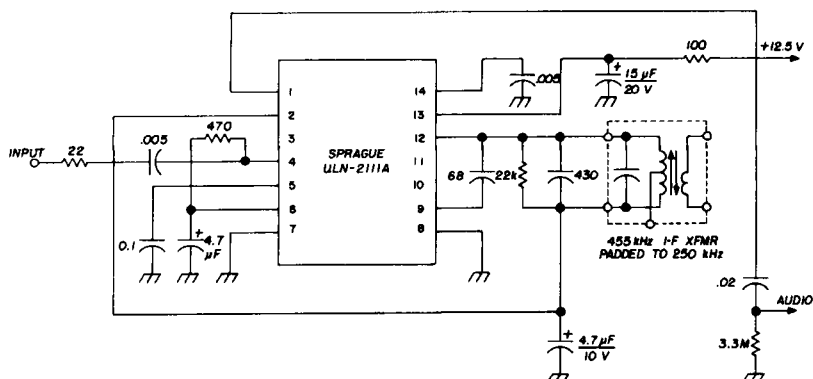 100
+12.5 V
1
14
.005
+ 15 µF
20 V
2
13
470
3
12
INPUT
22
.005
SPRAGUE
ULN-2111A
4
11
68
22k
430
5
10
6
9
0.1
+ 4.7
µF
7
8
455 kHz I-F XFMR
PADDED TO 250 kHz
.02
AUDIO
+ 4.7 µF
10 V
3.3M